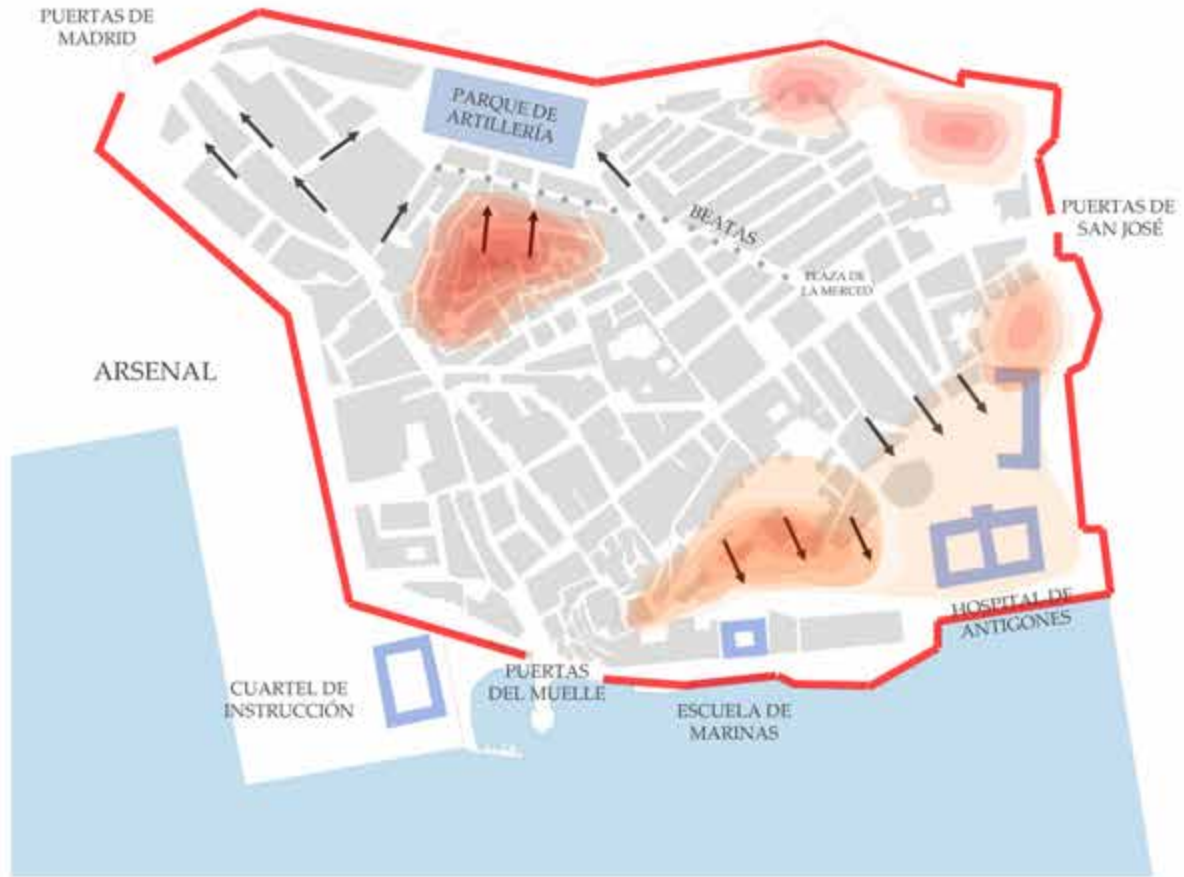 PUERTAS DE
MADRID
PARQUE DE
ARTILLERÍA
BEATAS
PUERTAS DE
SAN JOSÉ
PLAZA DE
LA MERCED
ARSENAL
HOSPITAL DE
ANTIGONES
PUERTAS
DEL MUELLE
CUARTEL DE
INSTRUCCIÓN
ESCUELA DE
MARINAS